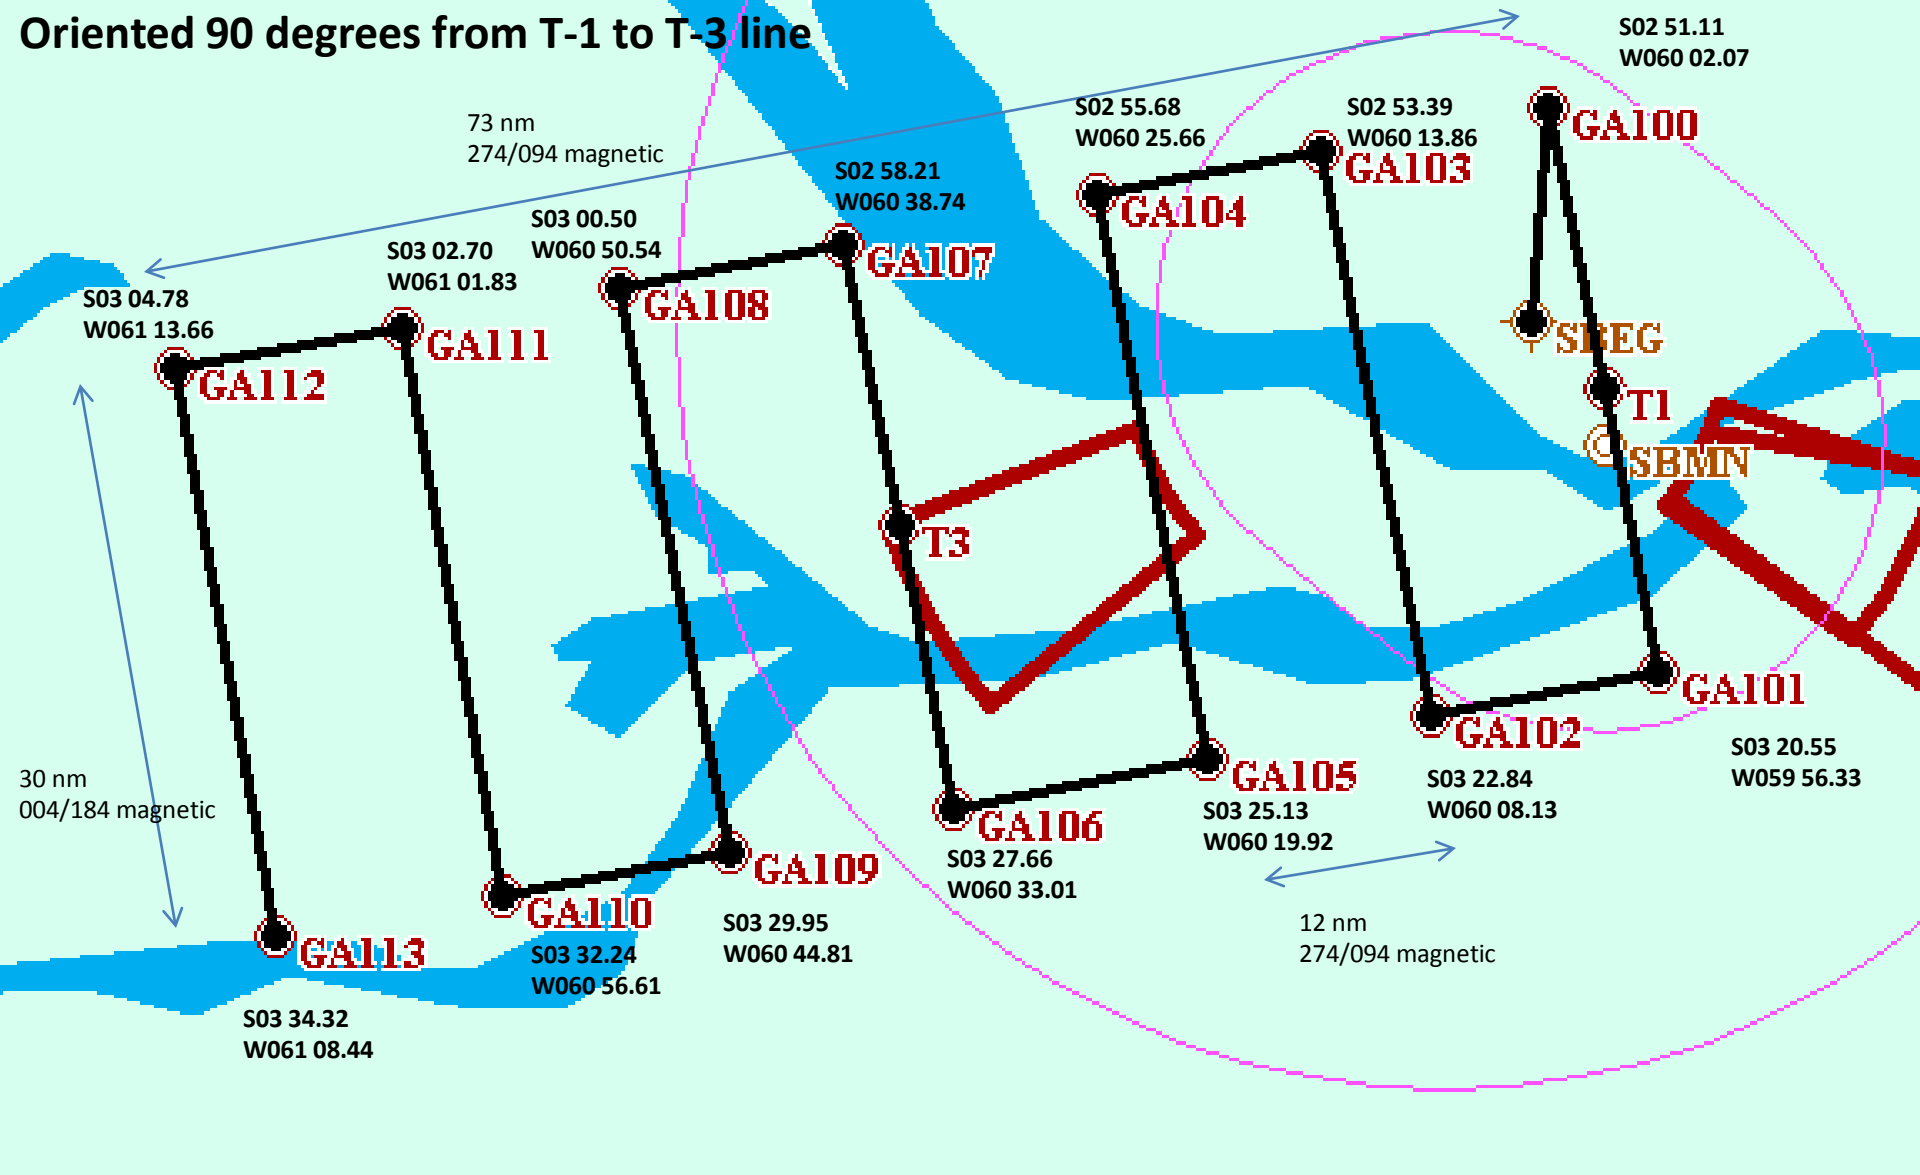 Oriented 90 degrees from T-1 to T-3 line
S02 51.11
W060 02.07
73 nm
274/094 magnetic
S02 55.68
W060 25.66
S02 53.39
W060 13.86
GA100
GA103
S02 58.21
W060 38.74
GA104
S03 00.50
W060 50.54
S03 02.70
W061 01.83
GA107
S03 04.78
W061 13.66
GA108
GA111
SBEG
GA112
T1
SBMN
T3
GA101
GA102
S03 20.55
W059 56.33
30 nm
004/184 magnetic
GA105
S03 22.84
W060 08.13
S03 25.13
W060 19.92
GA106
S03 27.66
W060 33.01
GA109
GA110
S03 29.95
W060 44.81
12 nm
274/094 magnetic
GA113
S03 32.24
W060 56.61
S03 34.32
W061 08.44